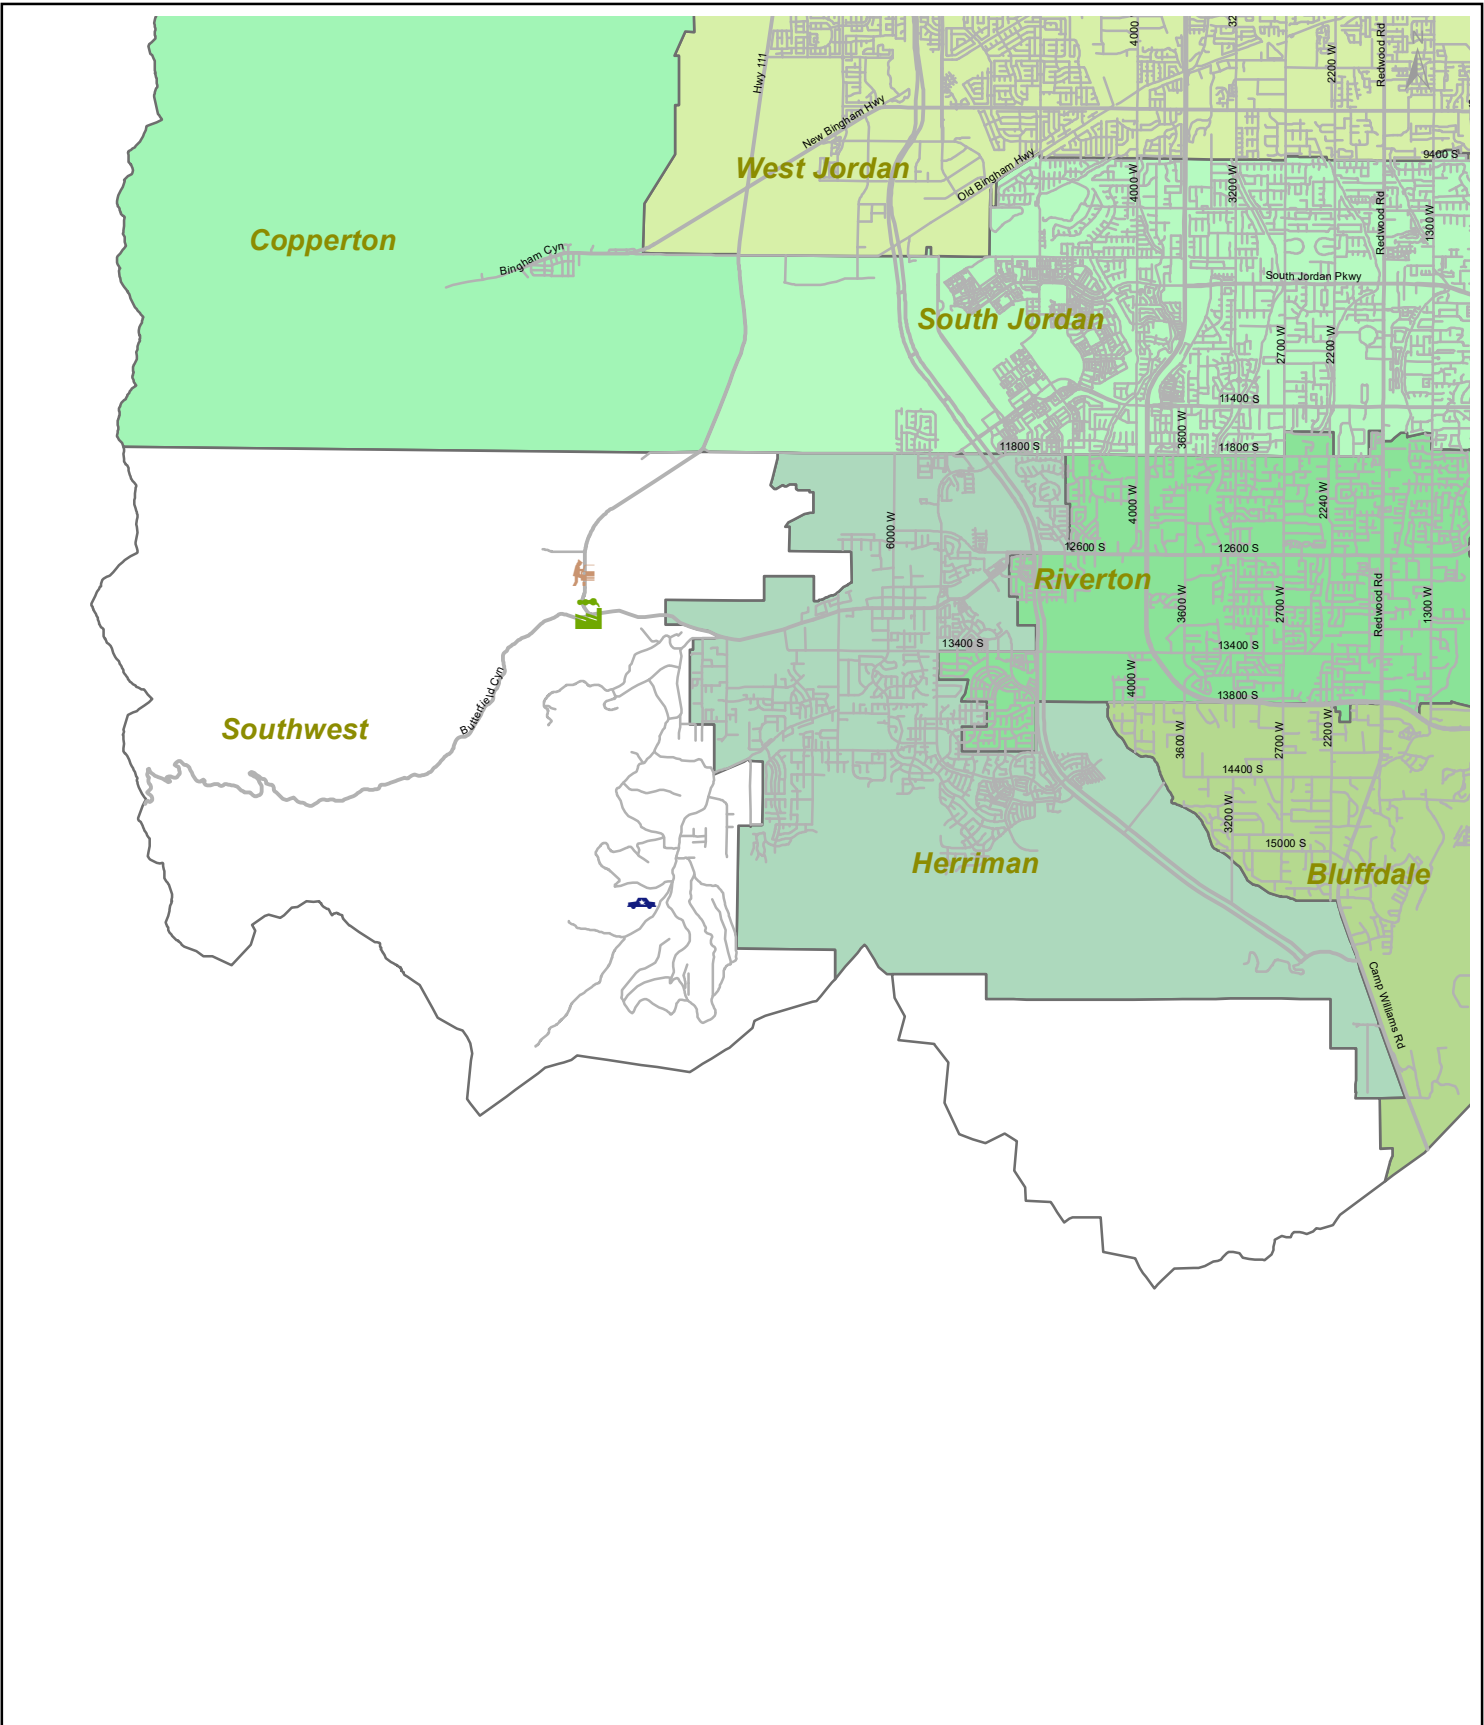 4000
32
2200 W
Redwood Rd
Hwy 111
New Bingham Hwy
West Jordan
Old Bingham Hwy
9400 S
4000 W
3200 W
Redwood Rd
1300 W
Copperton
Bingham Cyn
South Jordan Pkwy
South Jordan
2700 W
2200 W
11400 S
3600 W
11800 S
11800 S
4000 W
2240 W
6000 W
12600 S
12600 S
Riverton
3600 W
2700 W
Redwood Rd
1300 W
13400 S
13400 S
4000 W
13800 S
Butterfield Cyn
Southwest
3600 W
2700 W
2200 W
14400 S
3200 W
15000 S
Herriman
Bluffdale
Camp Williams Rd